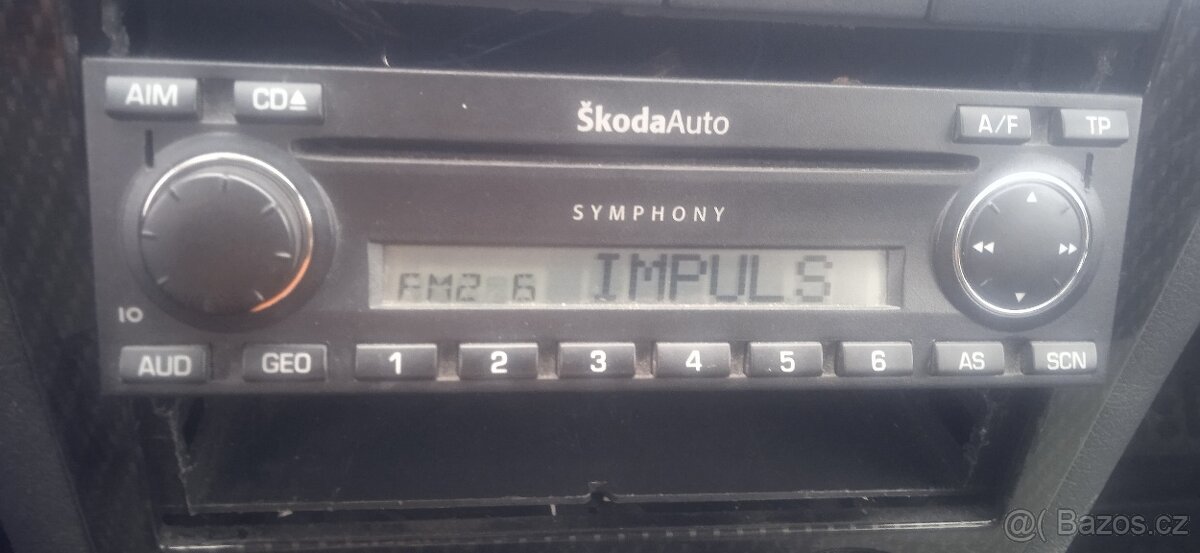 AIM CD ŠkodaAuto A/F TP
SYMPHONY
FM2 6 IMPULS
IO
AUD GEO 1 2 3 4 5 6 AS SCN
@( Bazos.cz